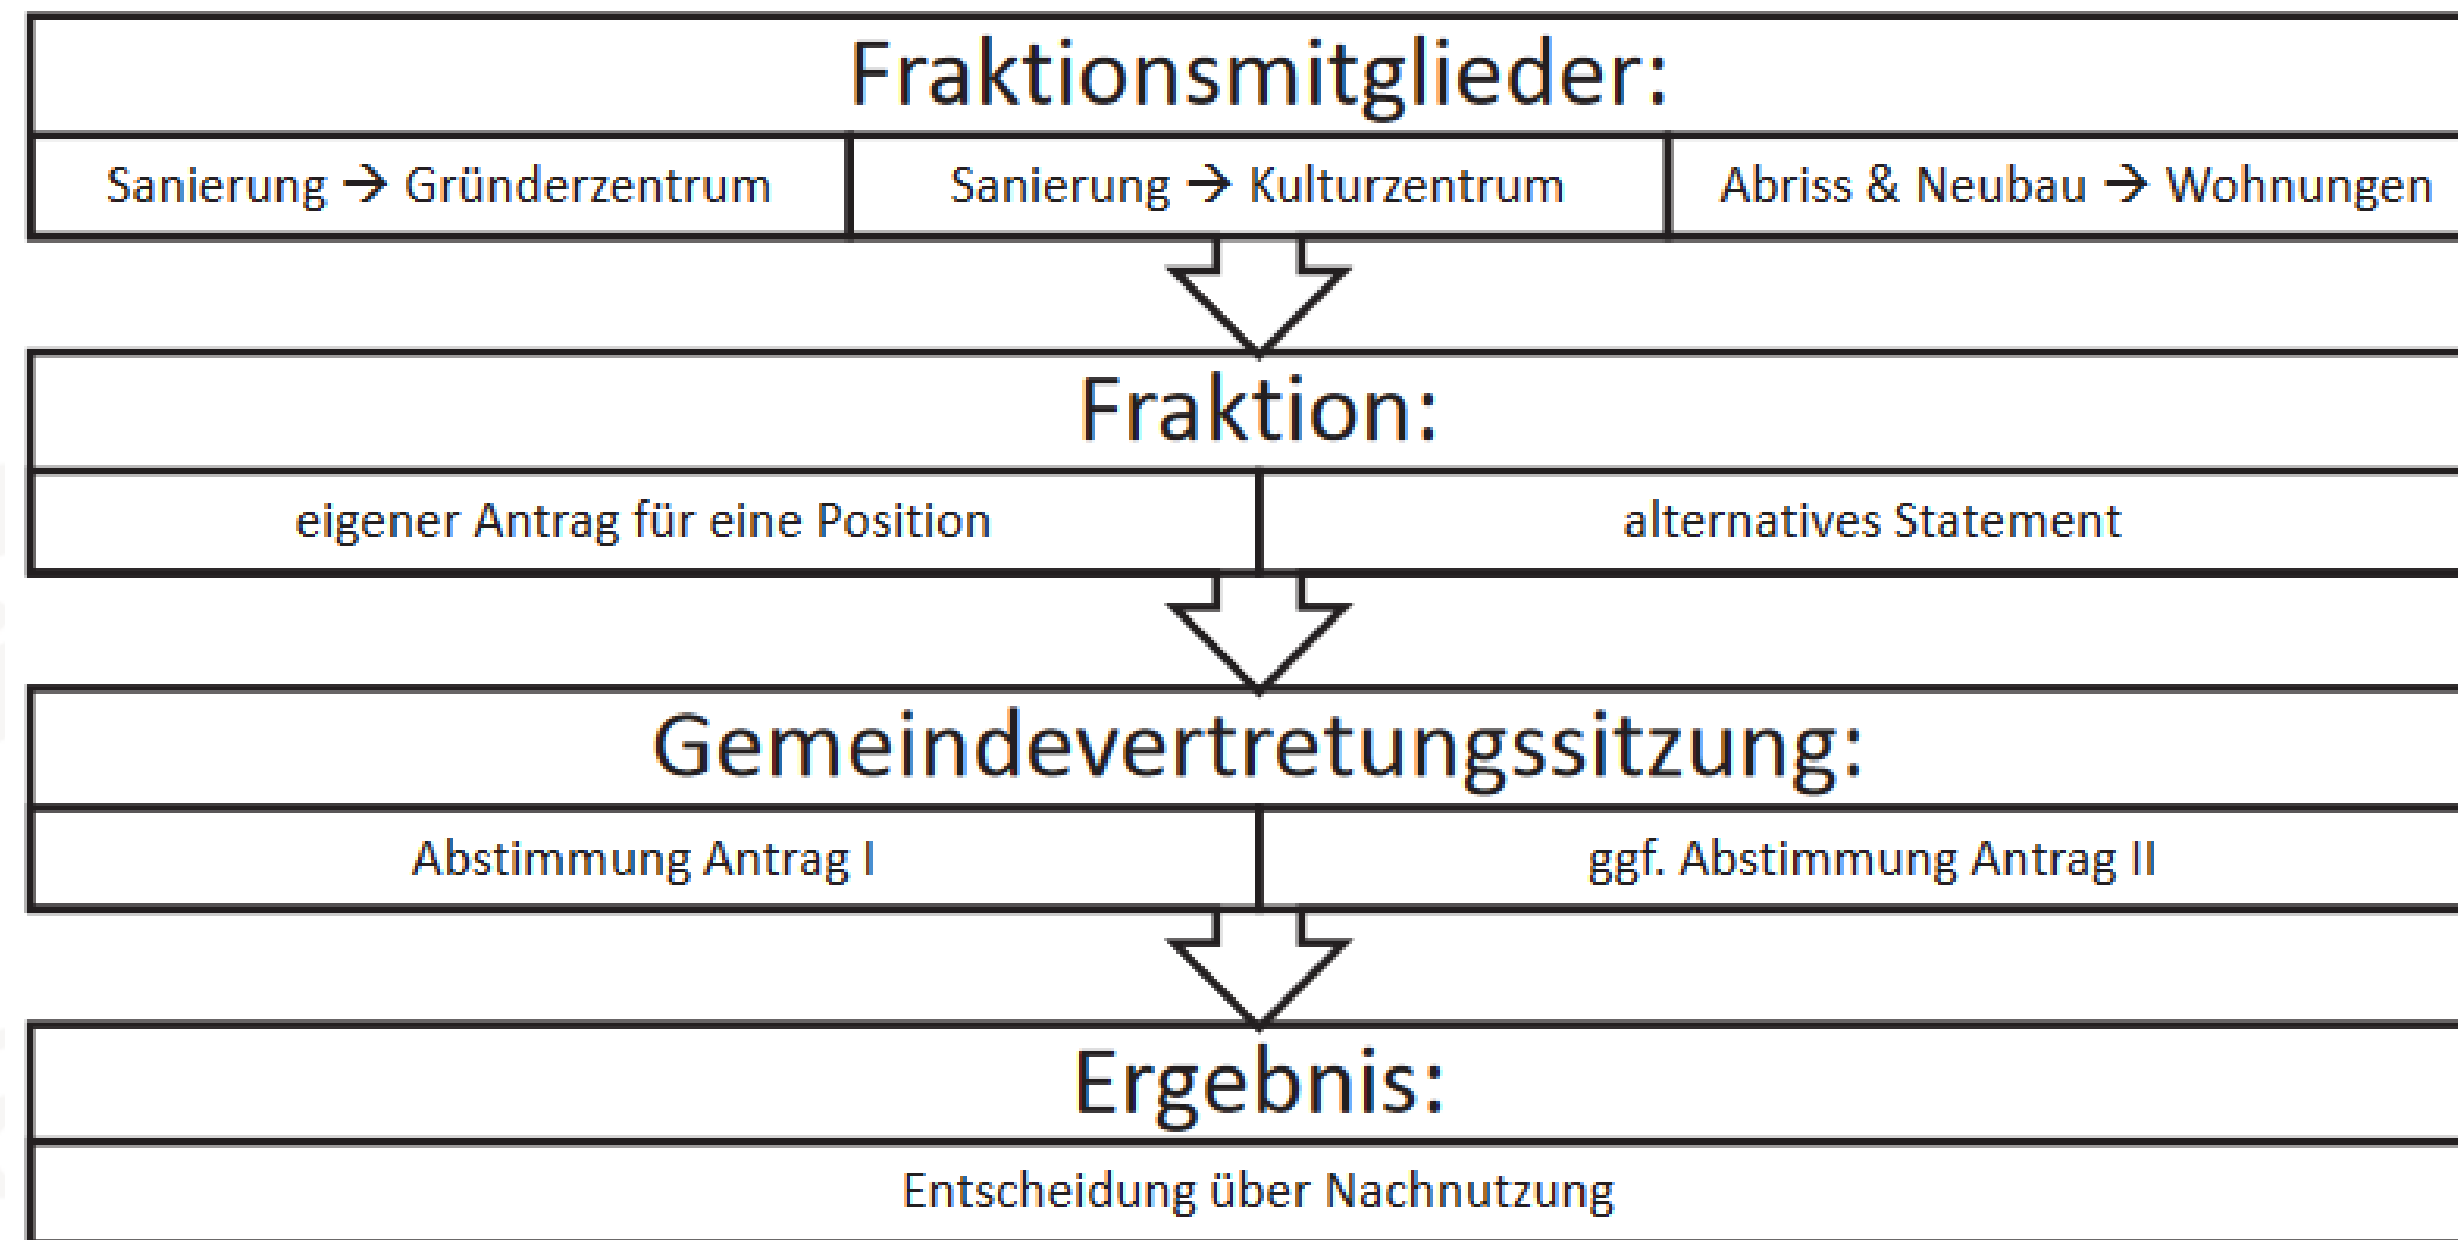 Fraktionsmitglieder:
Sanierung → Gründerzentrum
Sanierung → Kulturzentrum
Abriss & Neubau → Wohnungen
Fraktion:
eigener Antrag für eine Position
alternatives Statement
Gemeindevertretungssitzung:
Abstimmung Antrag I
ggf. Abstimmung Antrag II
Ergebnis:
Entscheidung über Nachnutzung